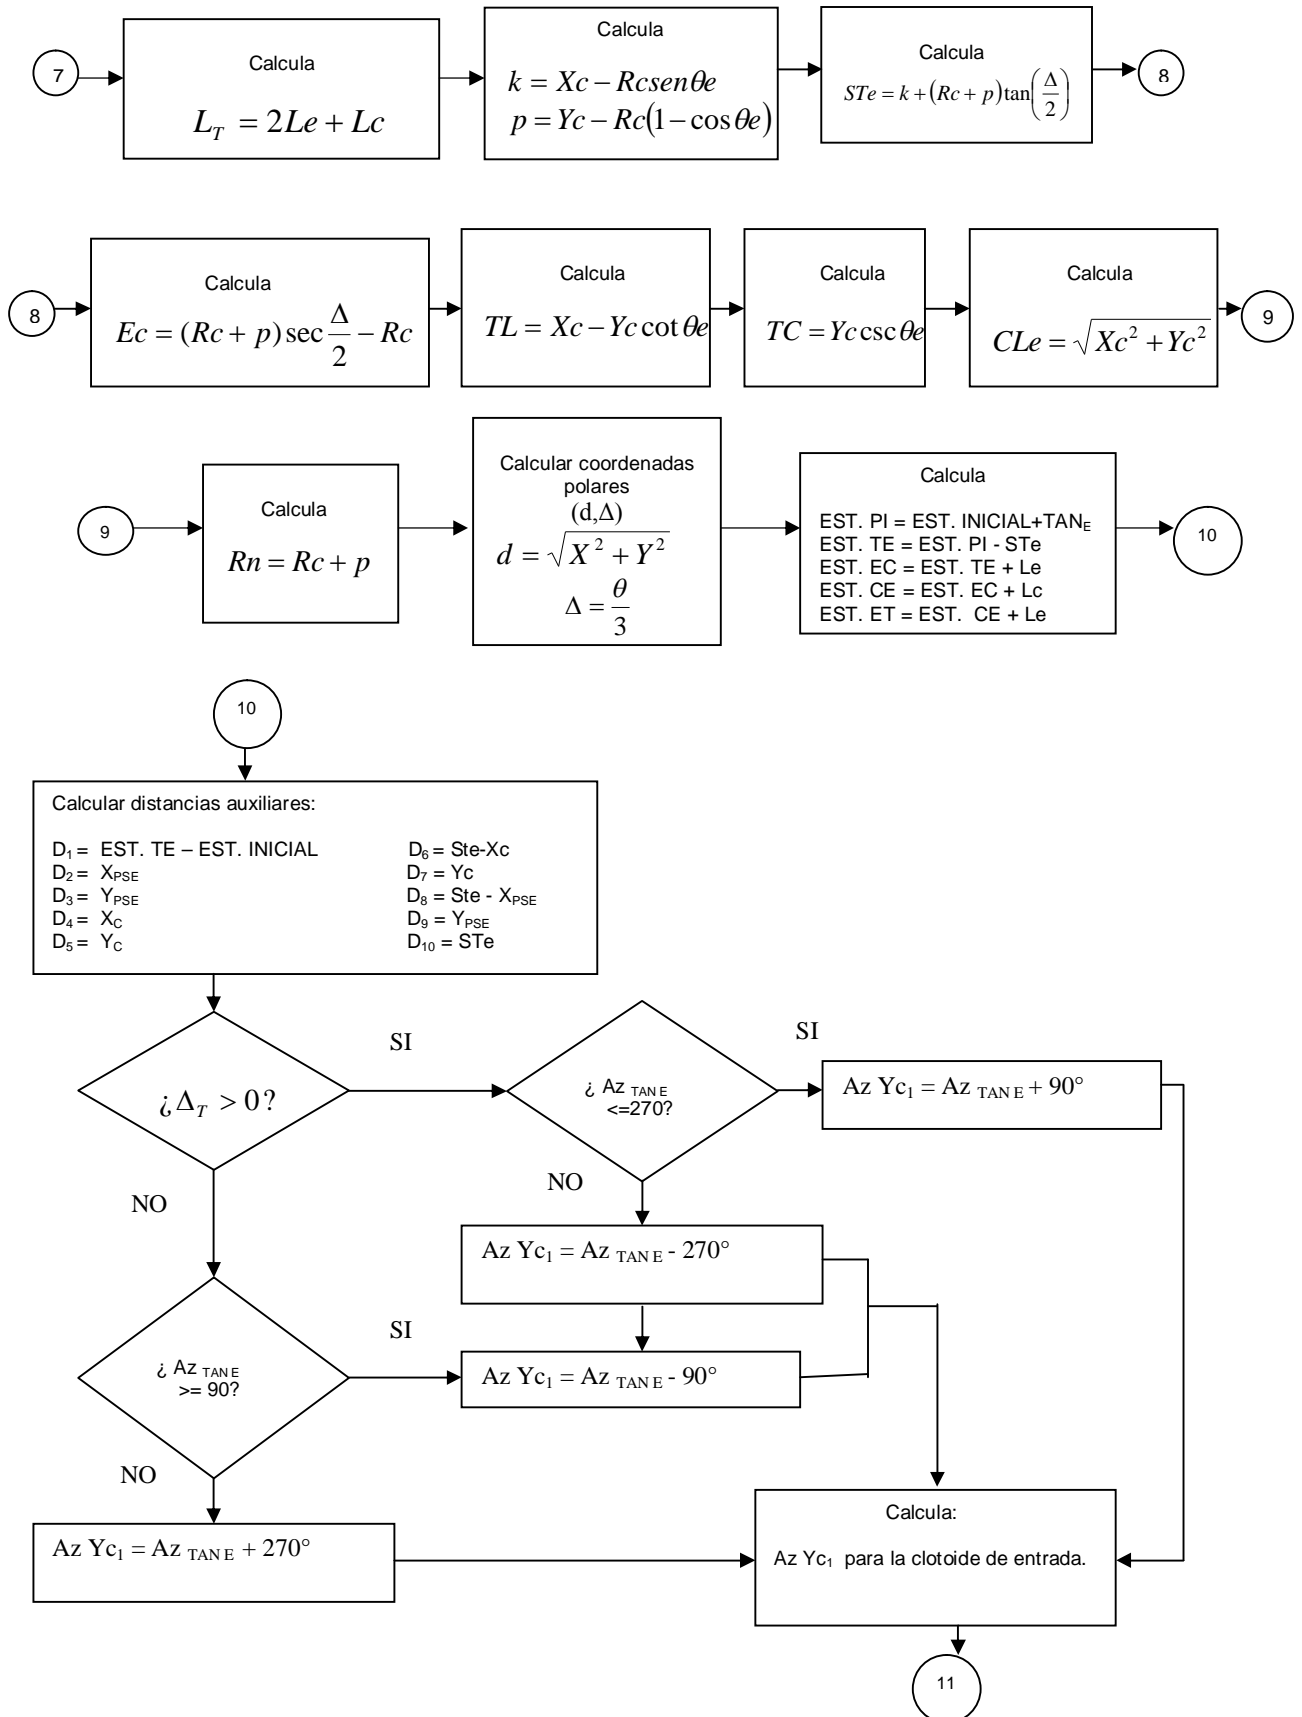 7
Calcula
L_T = 2Le + Lc
Calcula
k = Xc − Rcsenθe
p = Yc − Rc(1 − cos θe)
Calcula
STe = k + (Rc + p)tan(Δ/2)
8
8
Calcula
Ec = (Rc + p) sec Δ/2 − Rc
Calcula
TL = Xc − Yc cot θe
Calcula
TC = Yc csc θe
Calcula
CLe = √(Xc² + Yc²)
9
9
Calcula
Rn = Rc + p
Calcular coordenadas
polares
(d,Δ)
d = √(X² + Y²)
Δ = θ/3
Calcula
EST. PI = EST. INICIAL+TAN_E
EST. TE = EST. PI - STe
EST. EC = EST. TE + Le
EST. CE = EST. EC + Lc
EST. ET = EST. CE + Le
10
10
Calcular distancias auxiliares:
D₁ = EST. TE – EST. INICIAL
D₂ = X_PSE
D₃ = Y_PSE
D₄ = X_C
D₅ = Y_C
D₆ = Ste-Xc
D₇ = Yc
D₈ = Ste - X_PSE
D₉ = Y_PSE
D₁₀ = STe
¿Δ_T > 0?
SI
¿ Az TAN E
<=270?
SI
Az Yc₁ = Az TAN E + 90°
NO
NO
Az Yc₁ = Az TAN E - 270°
¿ Az TAN E
>= 90?
SI
Az Yc₁ = Az TAN E - 90°
NO
Az Yc₁ = Az TAN E + 270°
Calcula:
Az Yc₁ para la clotoide de entrada.
11